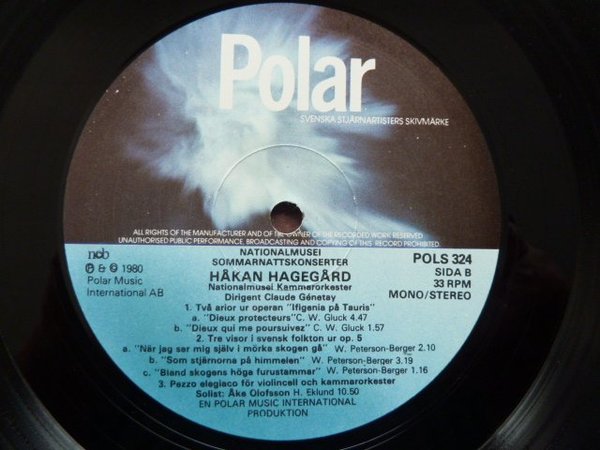 Polar
SVENSKA STJÄRNARTISTERS SKIVMÄRKE
ALL RIGHTS OF THE MANUFACTURER AND OF THE OWNER OF THE RECORDED WORK RESERVED
UNAUTHORISED PUBLIC PERFORMANCE, BROADCASTING AND COPYING OF THIS RECORD PROHIBITED
ncb
℗ & © 1980
Polar Music
International AB
NATIONALMUSEI
SOMMARNATTSKONSERTER
HÅKAN HAGEGÅRD
Nationalmusei Kammarorkester
Dirigent Claude Génetay
POLS 324
SIDA B
33 RPM
MONO/STEREO
1. Två arior ur operan "Ifigenia på Tauris"
a. "Dieux protecteurs" C. W. Gluck 4.47
b. "Dieux qui me poursuivez" C. W. Gluck 1.57
2. Tre visor i svensk folkton ur op. 5
a. "När jag ser mig själv i mörka skogen gå" W. Peterson-Berger 2.10
b. "Som stjärnorna på himmelen" W. Peterson-Berger 3.19
c. "Bland skogens höga furustammar" W. Peterson-Berger 1.16
3. Pezzo elegiaco för violincell och kammarorkester
Solist: Åke Olofsson H. Eklund 10.50
EN POLAR MUSIC INTERNATIONAL
PRODUKTION